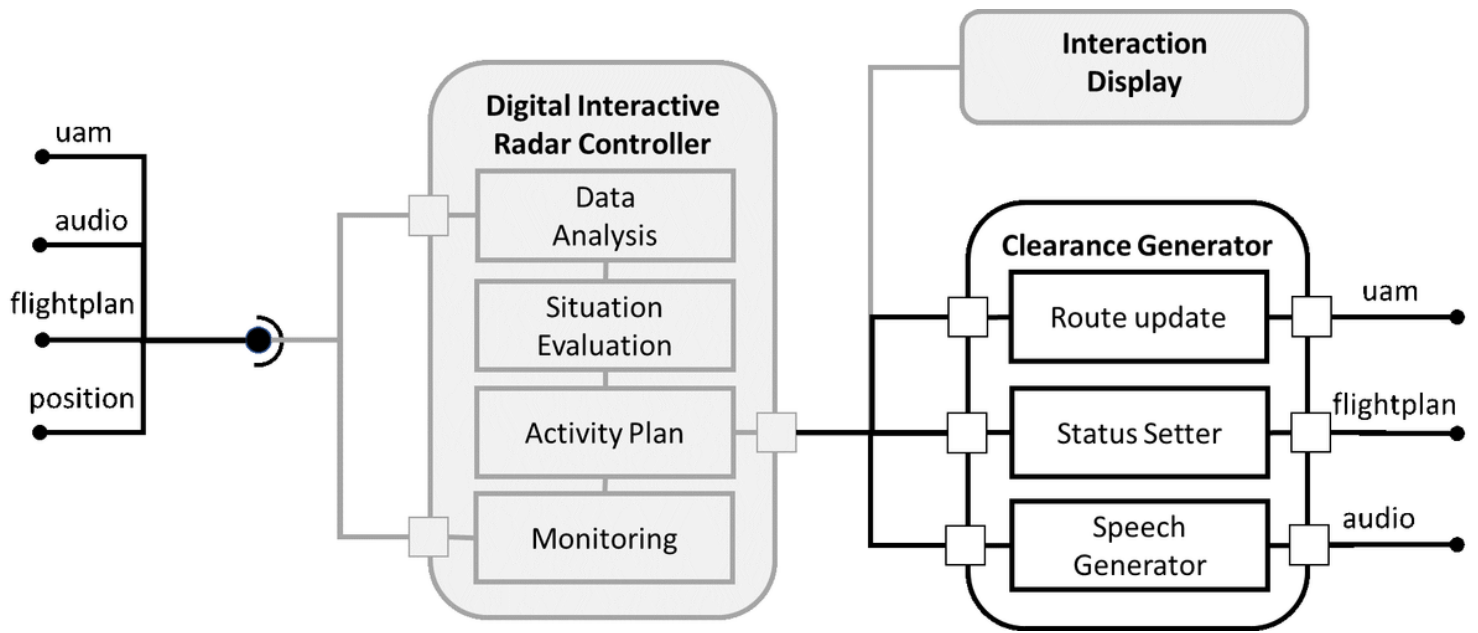 uam
audio
flightplan
position
Digital Interactive
Radar Controller
Data
Analysis
Situation
Evaluation
Activity Plan
Monitoring
Interaction
Display
Clearance Generator
Route update
Status Setter
Speech
Generator
uam
flightplan
audio